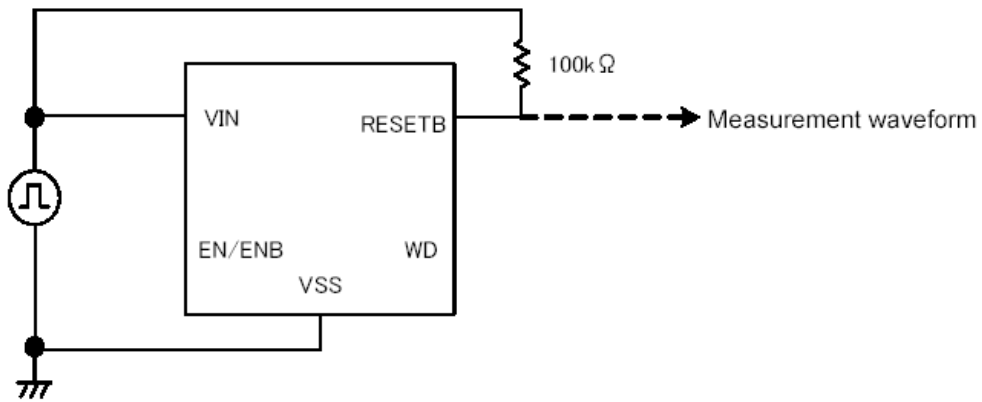 100kΩ
VIN
RESETB
Measurement waveform
EN/ENB
WD
VSS